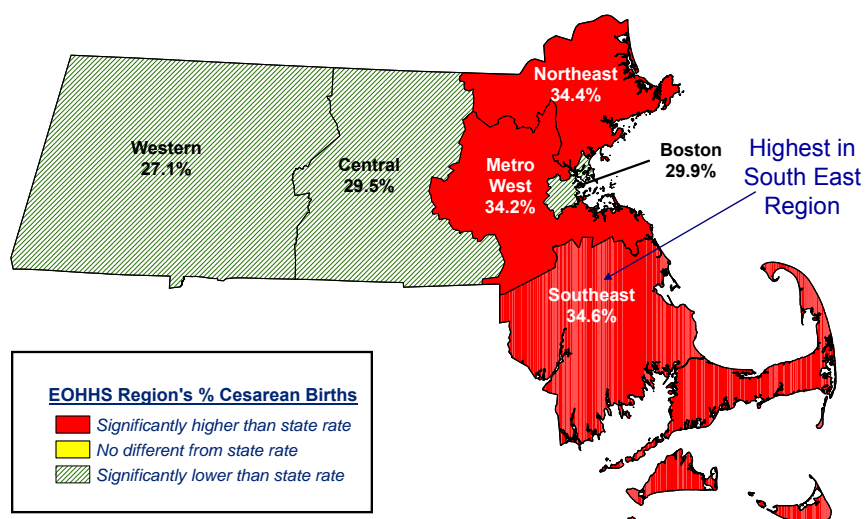 Northeast
34.4%
Western
27.1%
Central
29.5%
Metro
West
34.2%
Boston
29.9%
Highest in
South East
Region
Southeast
34.6%
EOHHS Region's % Cesarean Births
Significantly higher than state rate
No different from state rate
Significantly lower than state rate